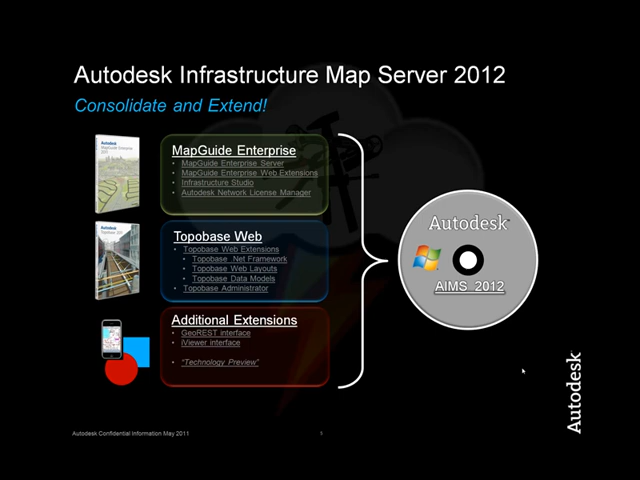 Autodesk Infrastructure Map Server 2012
Consolidate and Extend!
MapGuide Enterprise
MapGuide Enterprise Server
MapGuide Enterprise Web Extensions
Infrastructure Studio
Autodesk Network License Manager
Topobase Web
Topobase Web Extensions
Topobase .Net Framework
Topobase Web Layouts
Topobase Data Models
Topobase Administrator
Additional Extensions
GeoREST interface
iViewer interface
"Technology Preview"
Autodesk
AIMS 2012
Autodesk
Autodesk Confidential Information May 2011